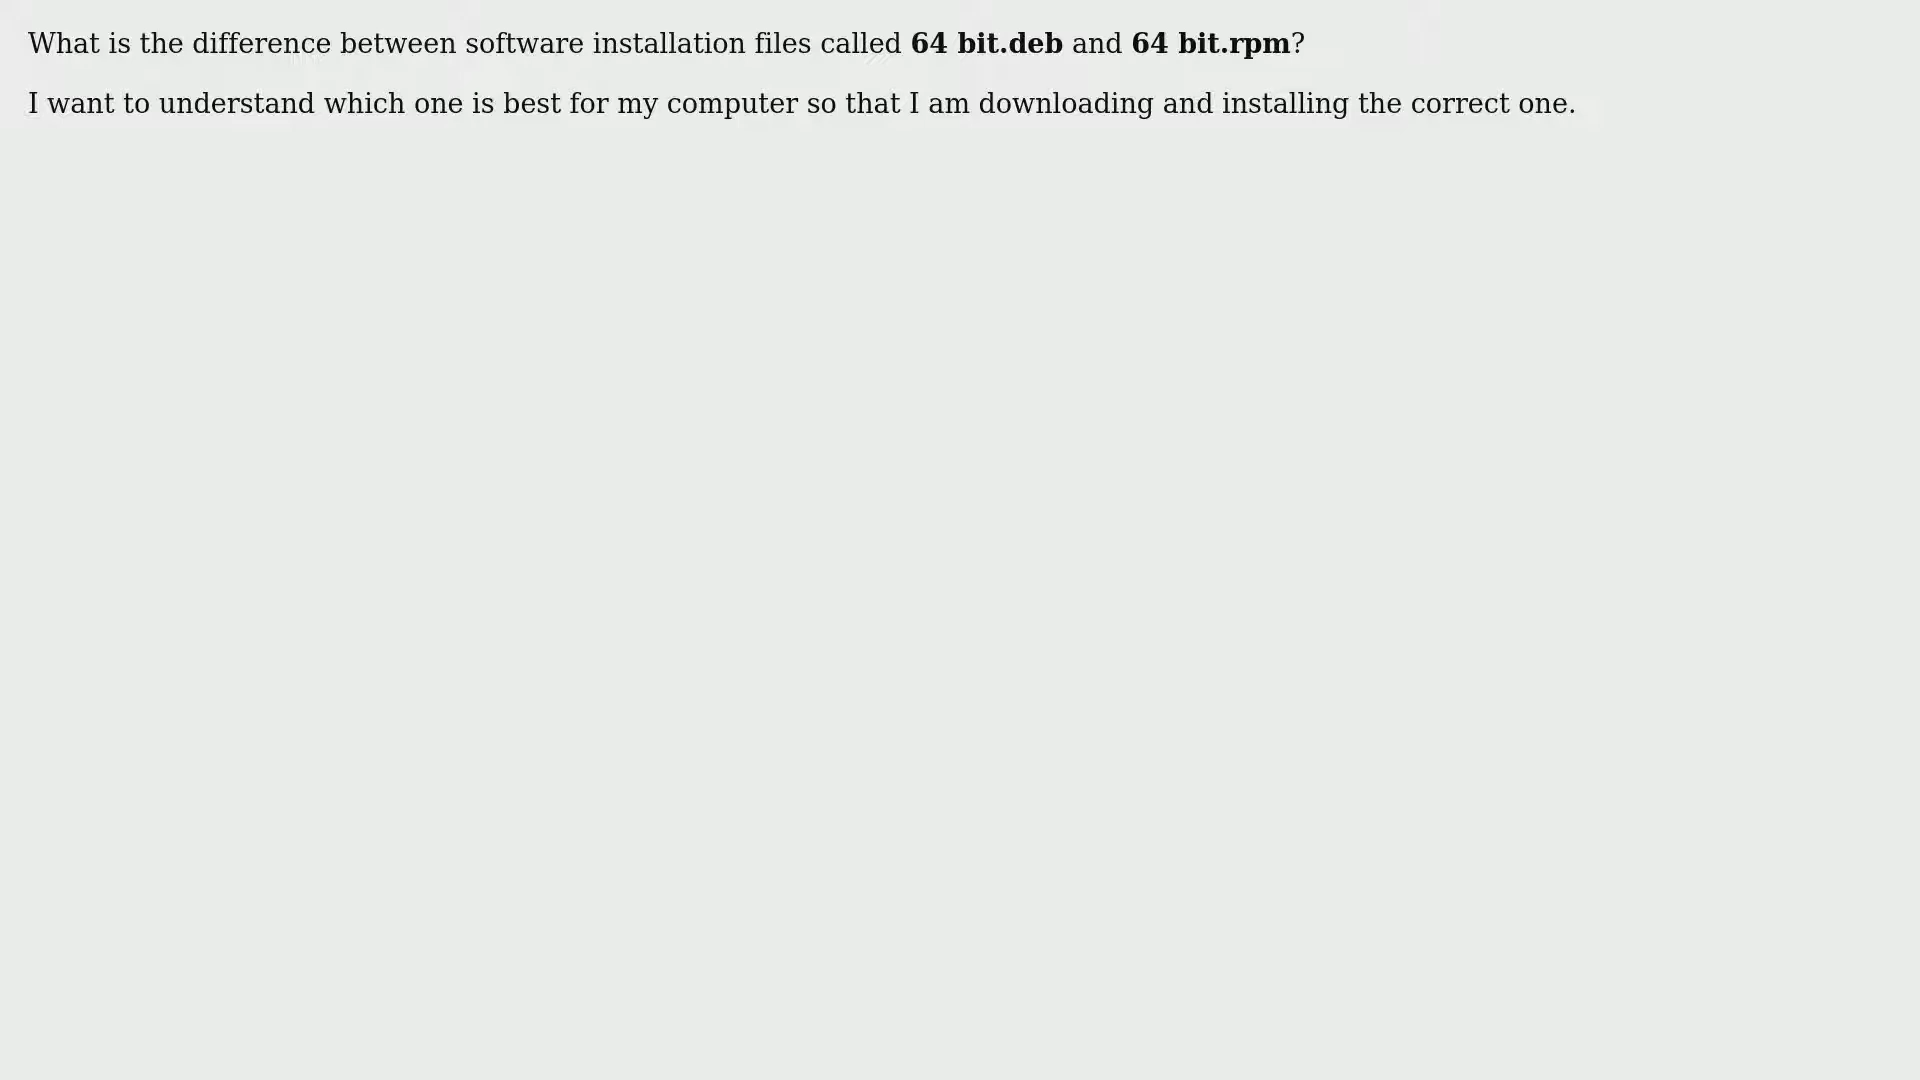 What is the difference between software installation files called 64 bit.deb and 64 bit.rpm?
I want to understand which one is best for my computer so that I am downloading and installing the correct one.